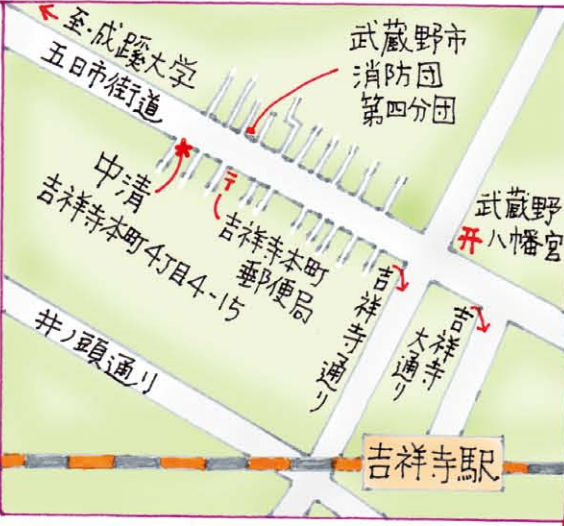 至・成蹊大学
五日市街道
武蔵野市
消防団
第四分団
中清
吉祥寺本町4丁目4-15
〒
吉祥寺本町
郵便局
武蔵野
八幡宮
吉祥寺通り
吉祥寺
大通り
井ノ頭通り
吉祥寺駅